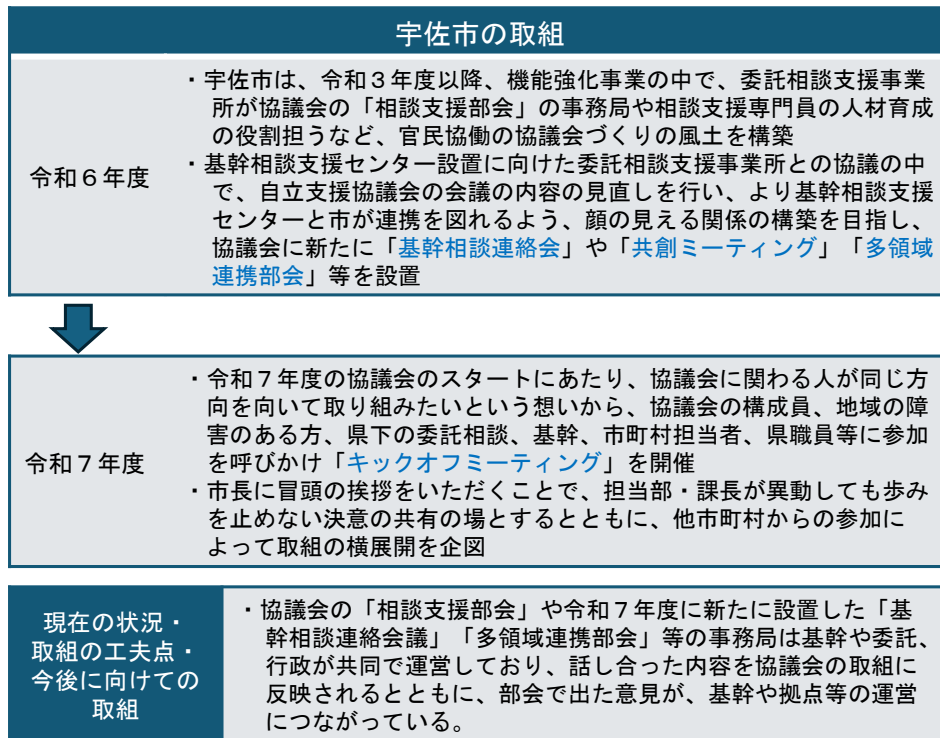 宇佐市の取組
令和６年度
・宇佐市は、令和３年度以降、機能強化事業の中で、委託相談支援事業
所が協議会の「相談支援部会」の事務局や相談支援専門員の人材育成
の役割担うなど、官民協働の協議会づくりの風土を構築
・基幹相談支援センター設置に向けた委託相談支援事業所との協議の中
で、自立支援協議会の会議の内容の見直しを行い、より基幹相談支援
センターと市が連携を図れるよう、顔の見える関係の構築を目指し、
協議会に新たに「基幹相談連絡会」や「共創ミーティング」「多領域
連携部会」等を設置
令和７年度
・令和７年度の協議会のスタートにあたり、協議会に関わる人が同じ方
向を向いて取り組みたいという想いから、協議会の構成員、地域の障
害のある方、県下の委託相談、基幹、市町村担当者、県職員等に参加
を呼びかけ「キックオフミーティング」を開催
・市長に冒頭の挨拶をいただくことで、担当部・課長が異動しても歩み
を止めない決意の共有の場とするとともに、他市町村からの参加に
よって取組の横展開を企図
現在の状況・
取組の工夫点・
今後に向けての
取組
・協議会の「相談支援部会」や令和７年度に新たに設置した「基
幹相談連絡会議」「多領域連携部会」等の事務局は基幹や委託、
行政が共同で運営しており、話し合った内容を協議会の取組に
反映されるとともに、部会で出た意見が、基幹や拠点等の運営
につながっている。